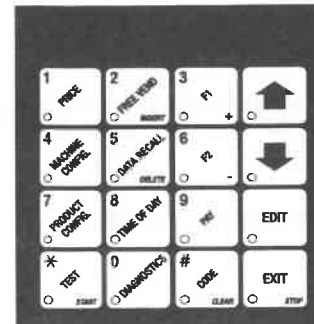 1 PRICE
2 FREE VEND INSERT
3 F1 +
4 MACHINE CONFIG.
5 DATA RECALL DELETE
6 F2 -
7 PRODUCT CONFIG.
8 TIME OF DAY
9 PAY
EDIT
* TEST START
0 DIAGNOSTICS
# CODE CLEAR
EXIT STOP